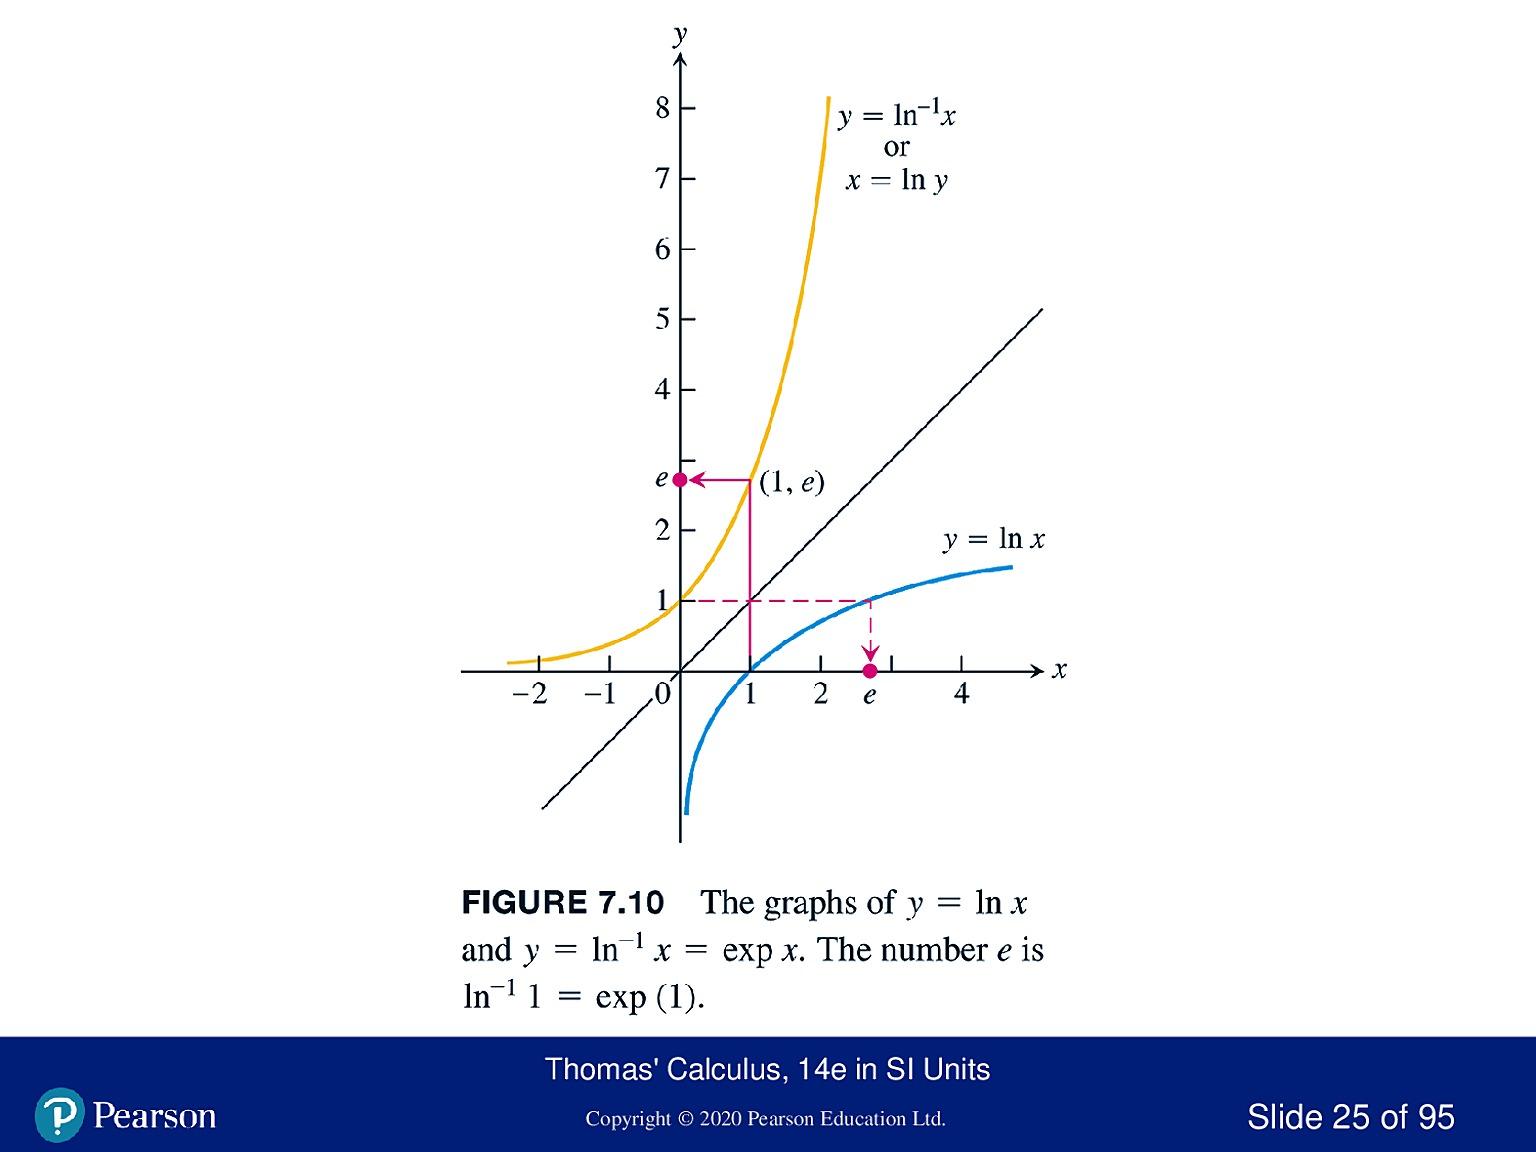 y
8
y = ln⁻¹x
or
7
x = ln y
6
5
4
e
(1, e)
2
y = ln x
1
x
−2 −1 0 1 2 e 4
FIGURE 7.10 The graphs of y = ln x
and y = ln⁻¹ x = exp x. The number e is
ln⁻¹ 1 = exp (1).
Thomas' Calculus, 14e in SI Units
Pearson
Copyright © 2020 Pearson Education Ltd.
Slide 25 of 95